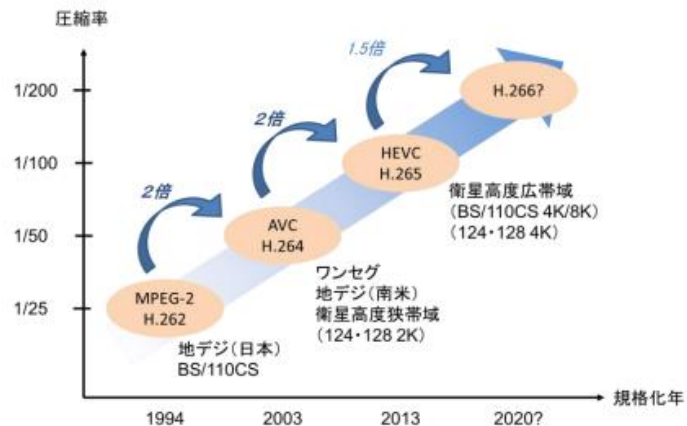 圧縮率
1.5倍
1/200
H.266?
2倍
1/100
HEVC
H.265
2倍
衛星高度広帯域
(BS/110CS 4K/8K)
(124・128 4K)
1/50
AVC
H.264
ワンセグ
地デジ(南米)
衛星高度狭帯域
(124・128 2K)
1/25
MPEG-2
H.262
地デジ(日本)
BS/110CS
規格化年
1994
2003
2013
2020?